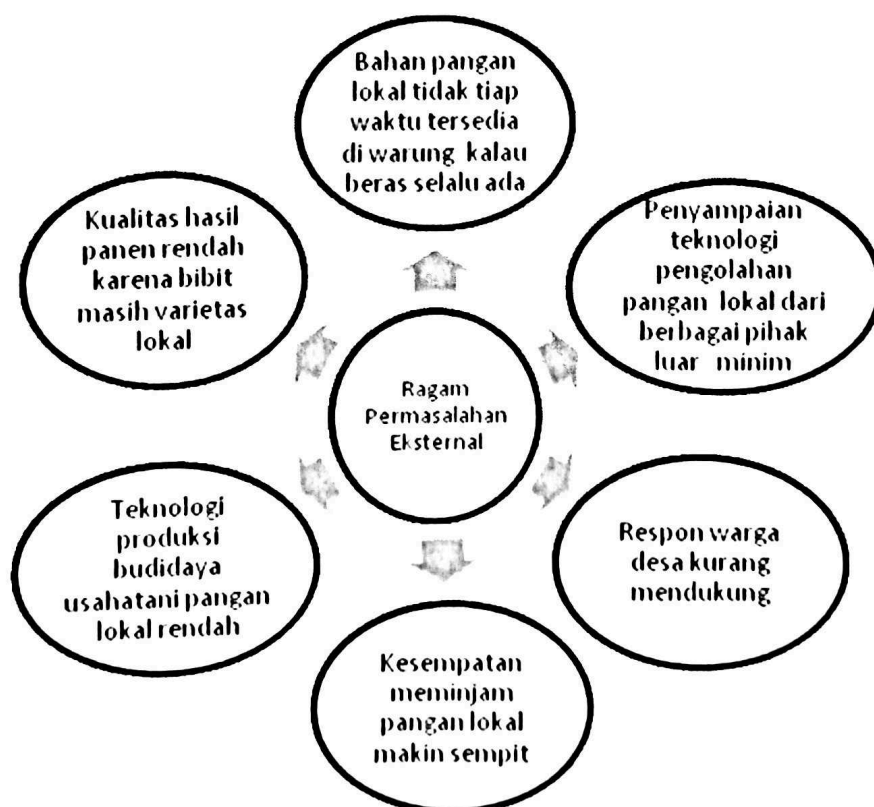 Bahan pangan
lokal tidak tiap
waktu tersedia
di warung kalau
beras selalu ada
Penyampaian
teknologi
pengolahan
pangan lokal dari
berbagai pihak
luar minim
Respon warga
desa kurang
mendukung
Kesempatan
meminjam
pangan lokal
makin sempit
Teknologi
produksi
budidaya
usahatani pangan
lokal rendah
Kualitas hasil
panen rendah
karena bibit
masih varietas
lokal
Ragam
Permasalahan
Eksternal